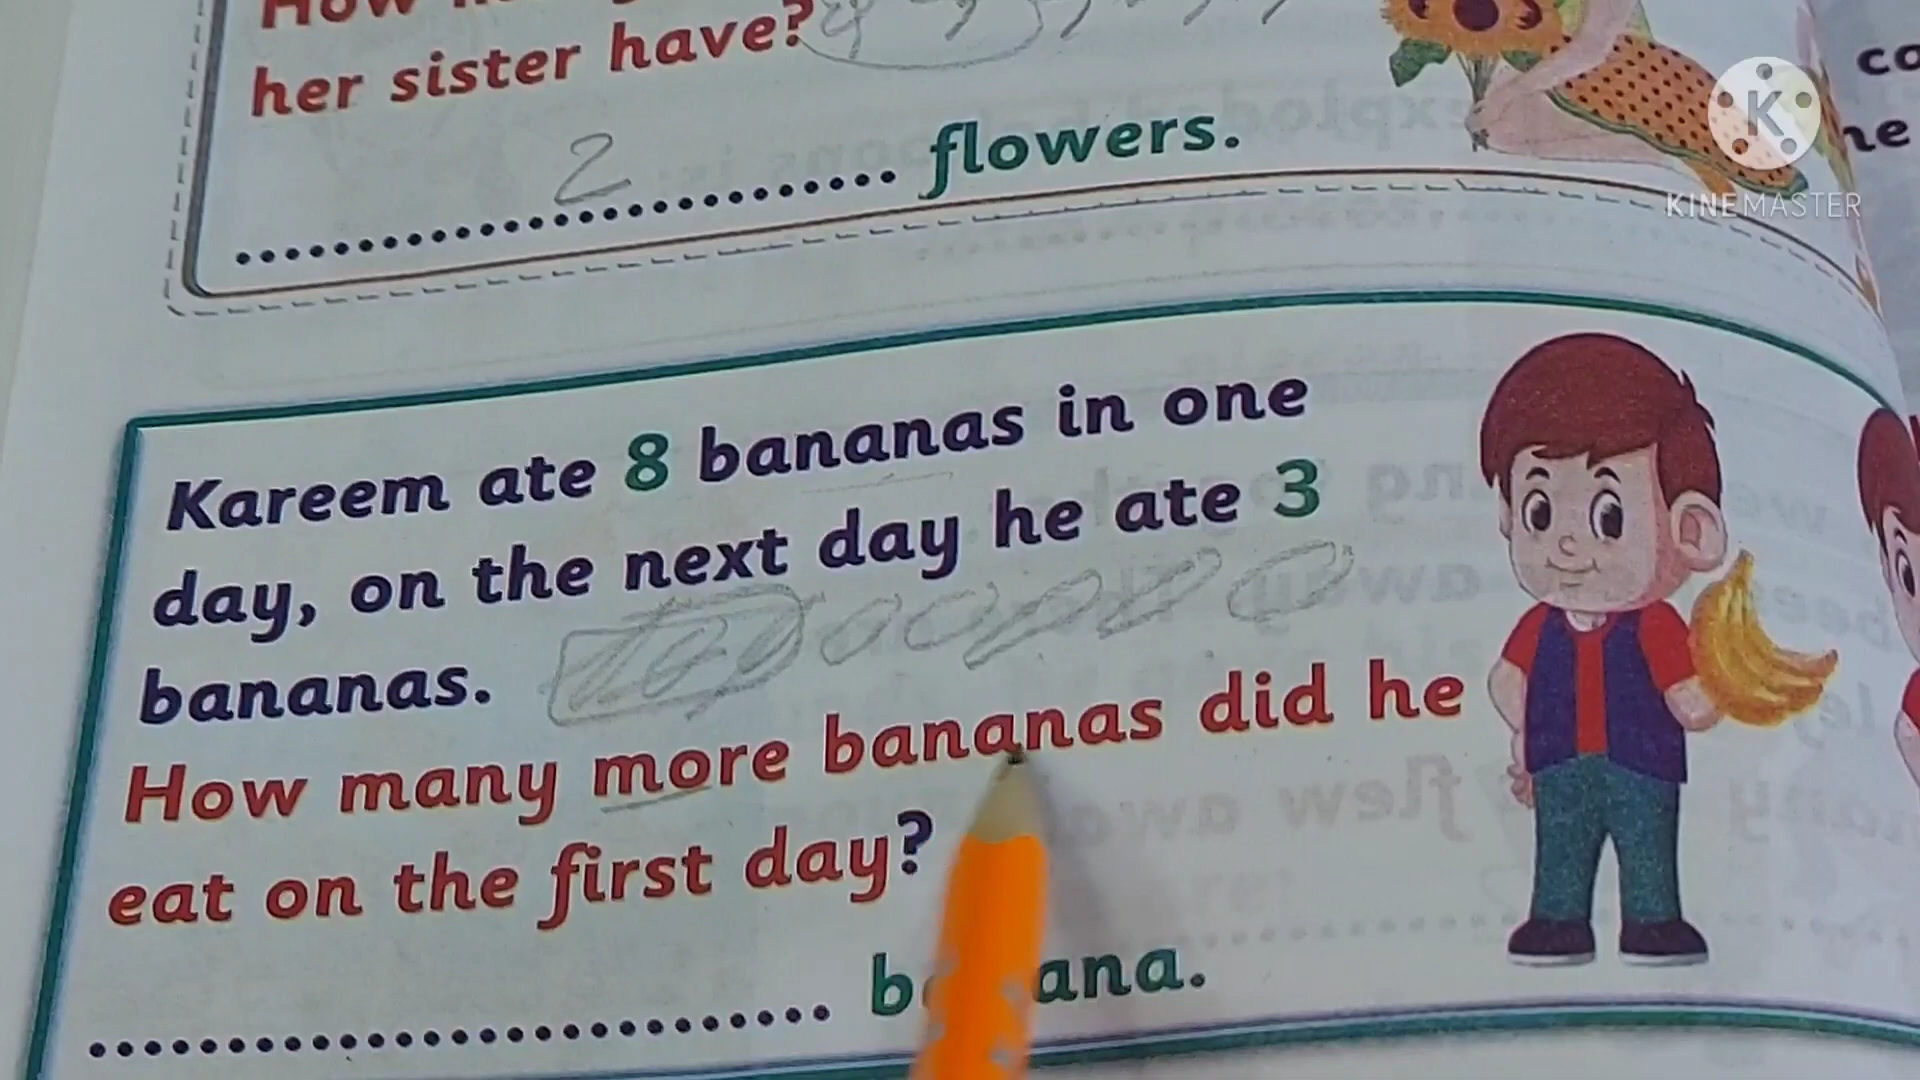 her sister have?
2 flowers.
K
KINEMASTER
Kareem ate 8 bananas in one
day, on the next day he ate 3
bananas.
How many more bananas did he
eat on the first day?